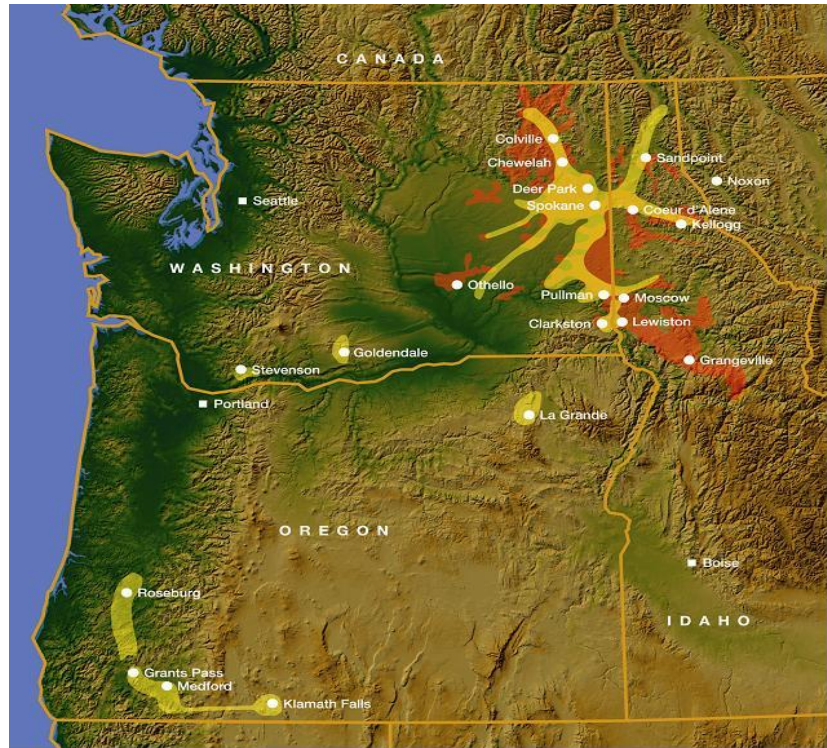 CANADA
Colville
Chewelah
Sandpoint
Noxon
Deer Park
Spokane
Seattle
Coeur d'Alene
Kellogg
WASHINGTON
Othello
Pullman
Moscow
Clarkston
Lewiston
Goldendale
Grangeville
Stevenson
Portland
La Grande
OREGON
Boise
Roseburg
IDAHO
Grants Pass
Medford
Klamath Falls